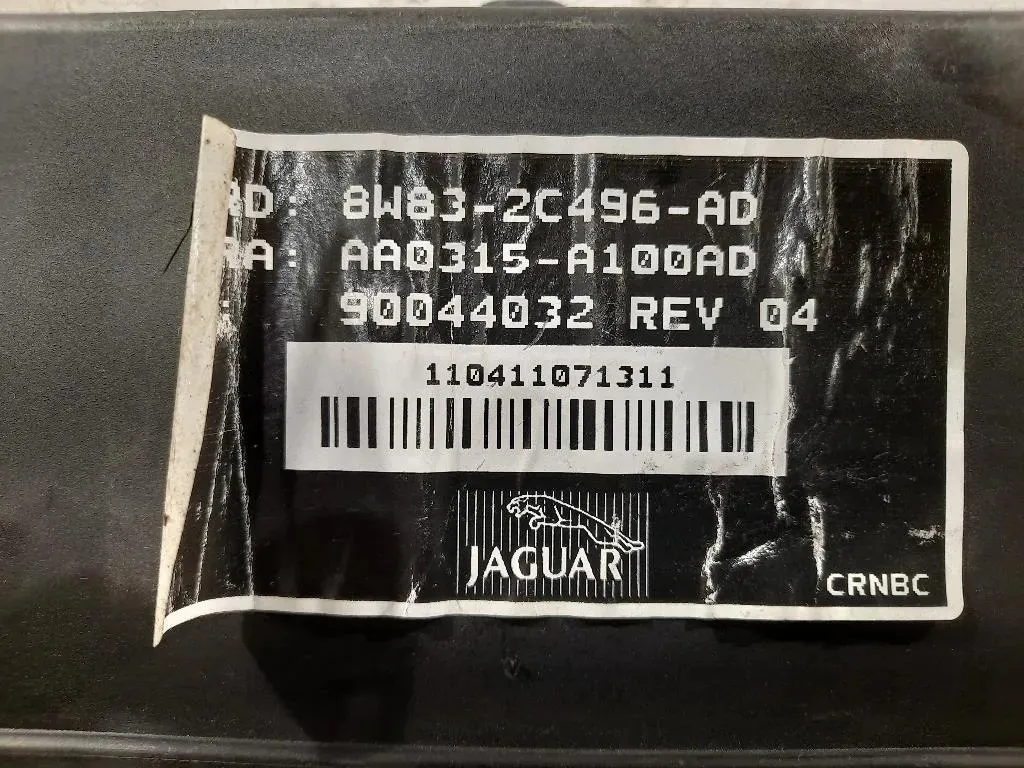 D: 8W83-2C496-AD
A: AA0315-A100AD
: 90044032 REV 04
110411071311
JAGUAR
CRNBC